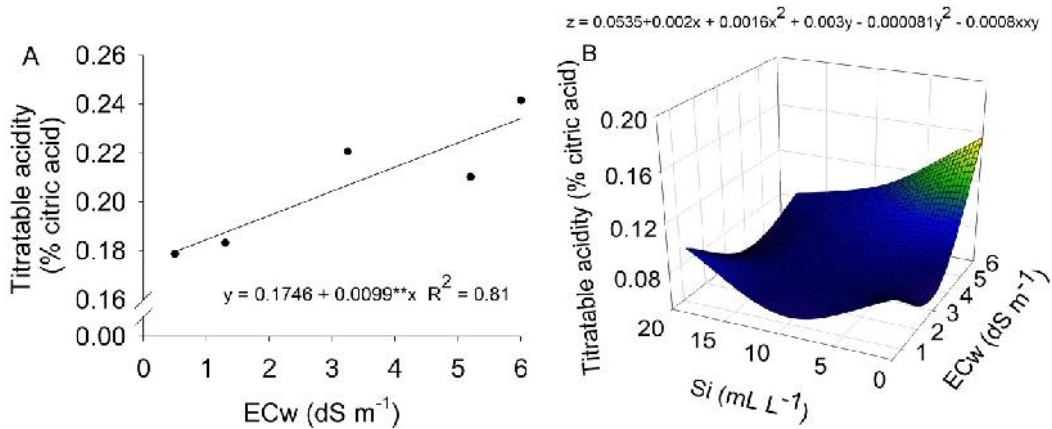 z = 0.0535+0.002x + 0.0016x² + 0.003y - 0.000081y² - 0.0008xxy
A
Titratable acidity
(% citric acid)
0.26
0.24
0.22
0.20
0.18
0.16
0.00
y = 0.1746 + 0.0099**x R² = 0.81
0 1 2 3 4 5 6
ECw (dS m⁻¹)
B
Titratable acidity (% citric acid)
0.20
0.16
0.12
0.08
20 15 10 5 0
Si (mL L⁻¹)
1 2 3 4 5 6
ECw (dS m⁻¹)